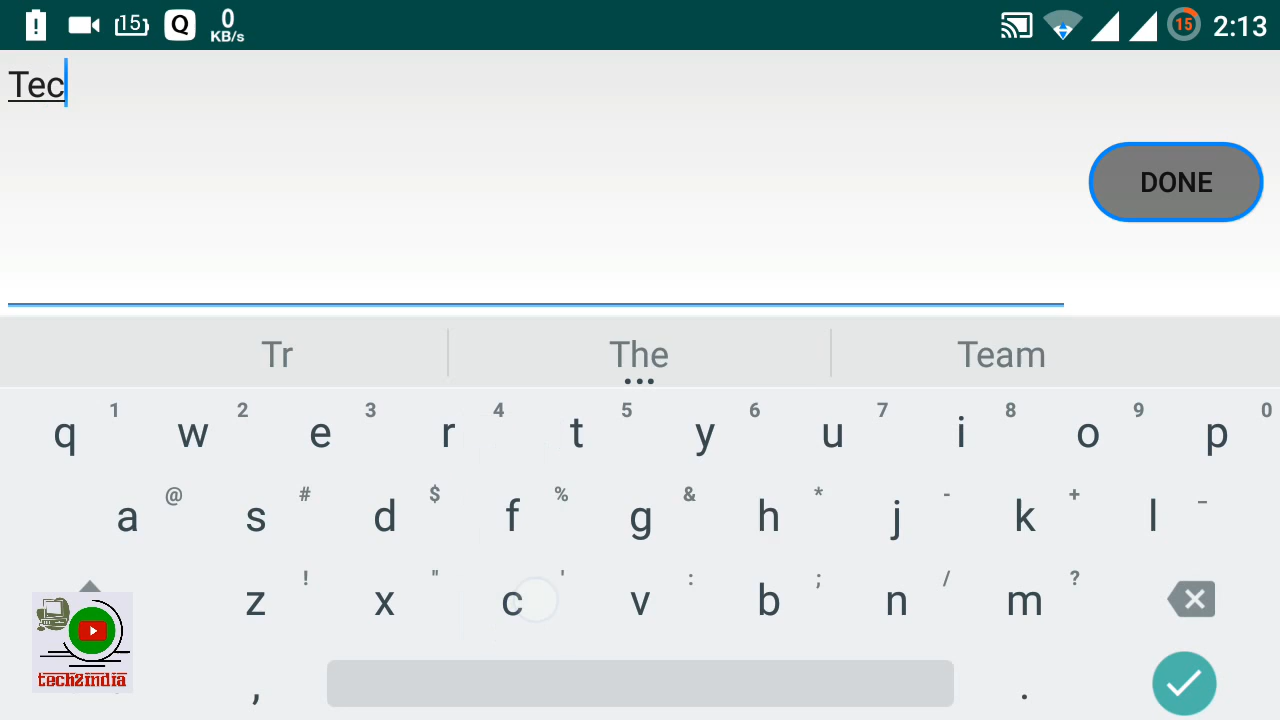 ! 15 Q 0 KB/s 15 2:13
Tec
DONE
Tr The Team
q 1 w 2 e 3 r 4 t 5 y 6 u 7 i 8 o 9 p 0
a @ s # d $ f % g & h * j - k + l _
z ! x " c ' v : b ; n / m ?
tech2india
, .